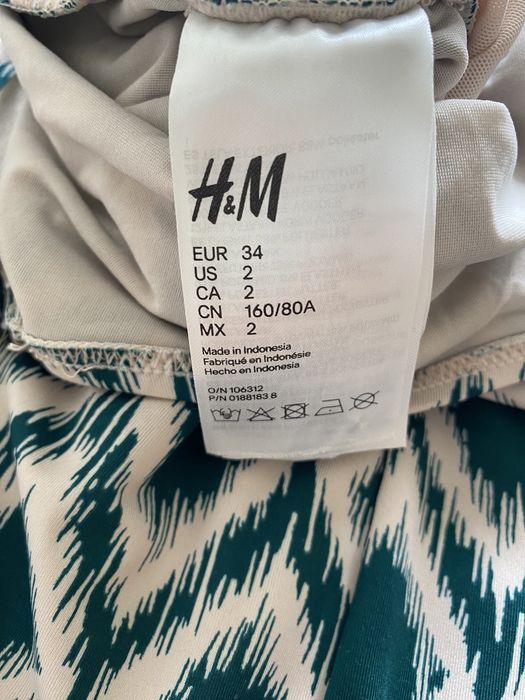 H&M
EUR 34
US 2
CA 2
CN 160/80A
MX 2
Made in Indonesia
Fabriqué en Indonésie
Hecho en Indonesia
O/N 106312
P/N 0188183 8